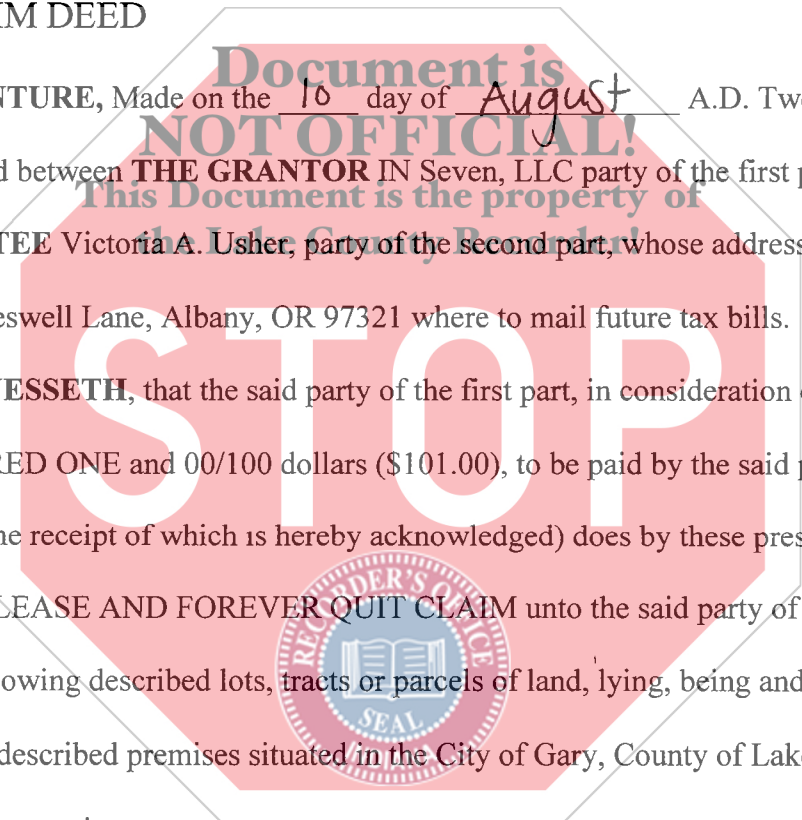 IM DEED
Document is
NTURE, Made on the 10 day of August A.D. Two
NOT OFFICIAL!
d between THE GRANTOR IN Seven, LLC party of the first p
This Document is the property of
TEE Victoria A. Usher, party of the second part, whose address
the Lake County Recorder!
eswell Lane, Albany, OR 97321 where to mail future tax bills.
ESSETH, that the said party of the first part, in consideration
STOP
RED ONE and 00/100 dollars ($101.00), to be paid by the said p
ne receipt of which is hereby acknowledged) does by these pres
RECORDER'S OFFICE
LEASE AND FOREVER QUIT CLAIM unto the said party of
owing described lots, tracts or parcels of land, lying, being and
SEAL
described premises situated in the City of Gary, County of Lake
INDIANA